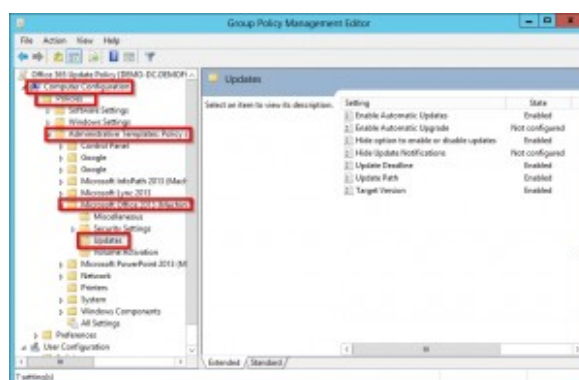 Group Policy Management Editor
File Action View Help
Office 365 Update Policy [DEMO-DC.DEMOF
Computer Configuration
Policies
Software Settings
Windows Settings
Administrative Templates: Policy
Control Panel
Google
Google
Microsoft InfoPath 2013 (Mach
Microsoft Lync 2013
Microsoft Office 2013 (Machin
Miscellaneous
Security Settings
Updates
Volume Activation
Microsoft PowerPoint 2013 (M
Network
Printers
System
Windows Components
All Settings
Preferences
User Configuration
Updates
Select an item to view its description.
Setting State
Enable Automatic Updates Enabled
Enable Automatic Upgrade Not configured
Hide option to enable or disable updates Enabled
Hide Update Notifications Not configured
Update Deadline Enabled
Update Path Enabled
Target Version Enabled
Extended Standard
7 setting(s)